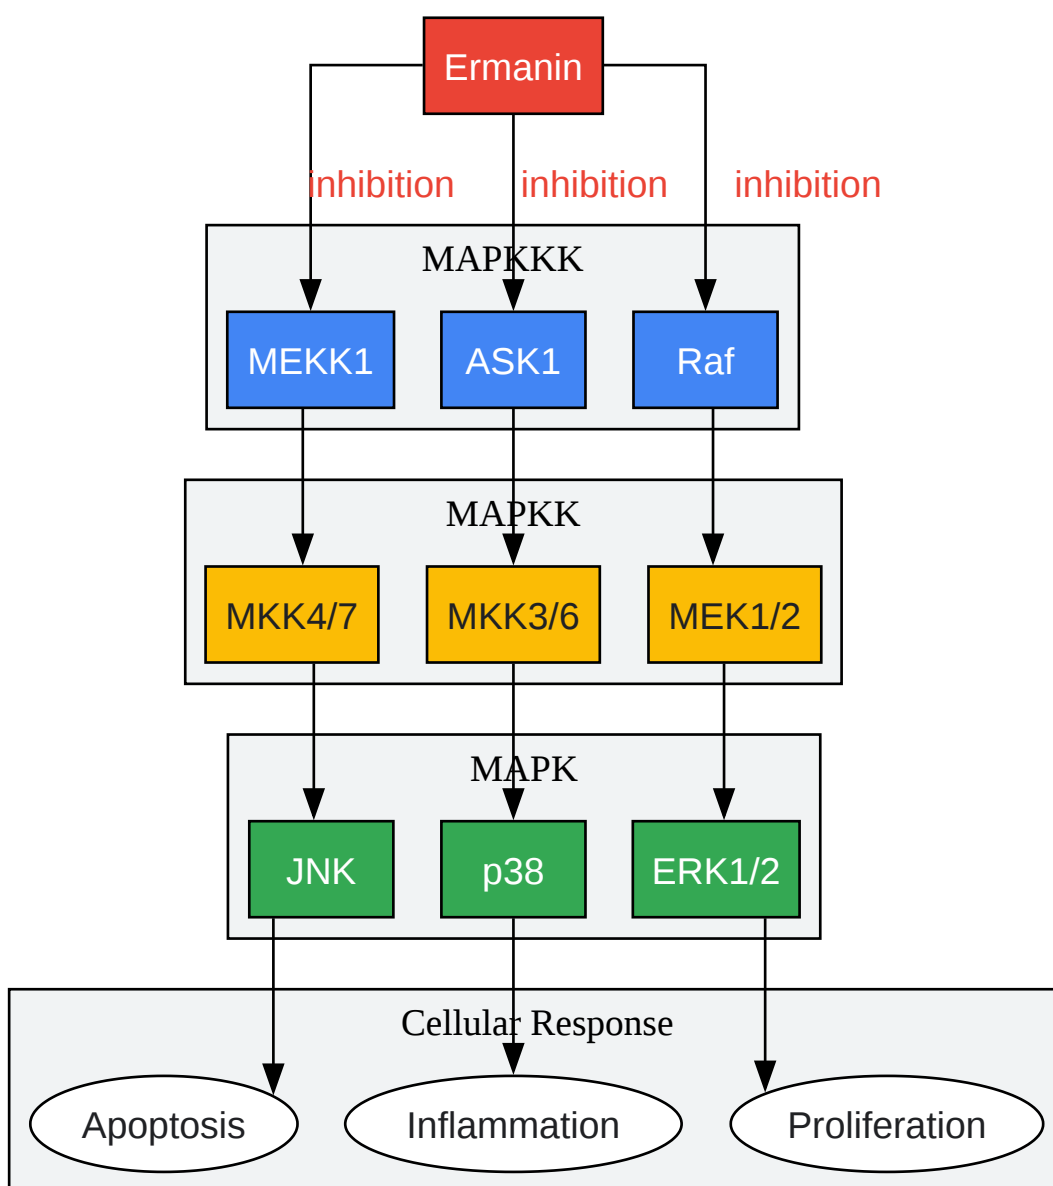 Ermanin
inhibition
inhibition
inhibition
MAPKKK
MEKK1
ASK1
Raf
MAPKK
MKK4/7
MKK3/6
MEK1/2
MAPK
JNK
p38
ERK1/2
Cellular Response
Apoptosis
Inflammation
Proliferation